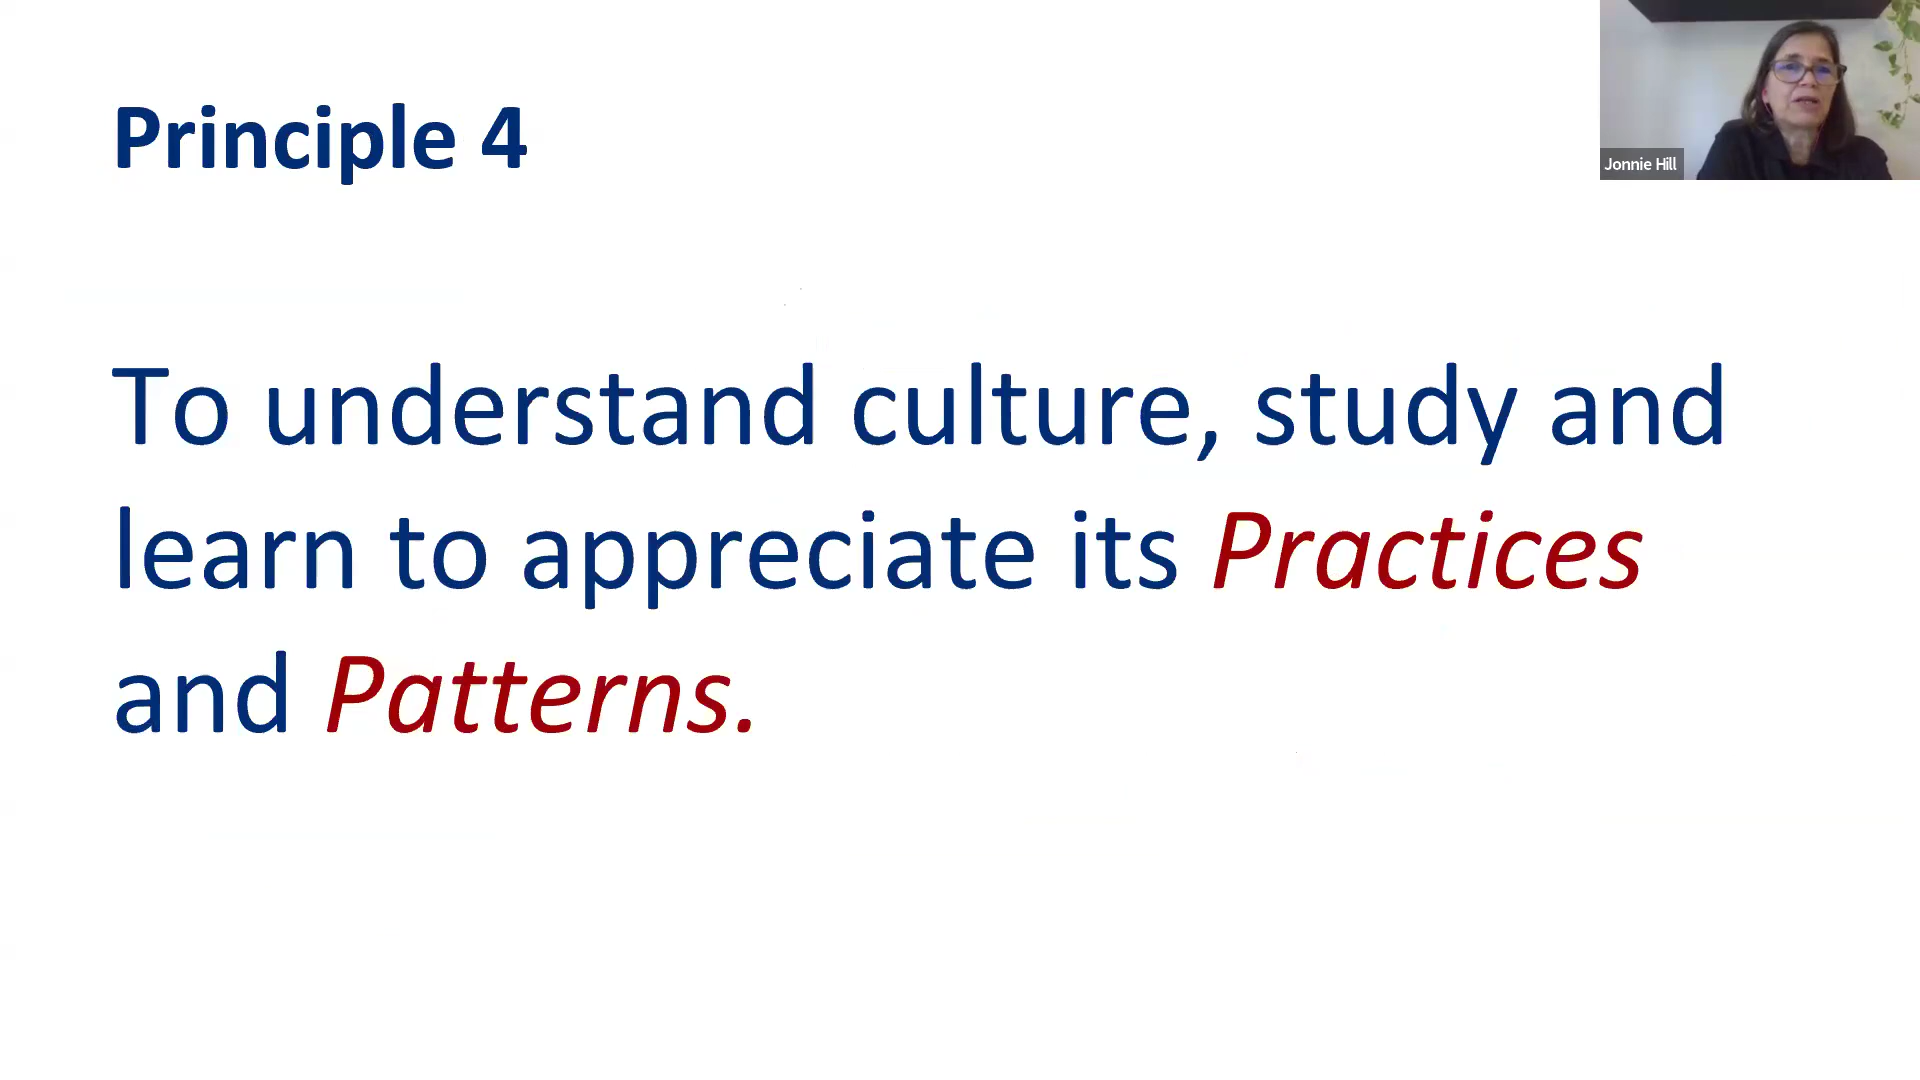 Principle 4
Jonnie Hill
To understand culture, study and
learn to appreciate its Practices
and Patterns.